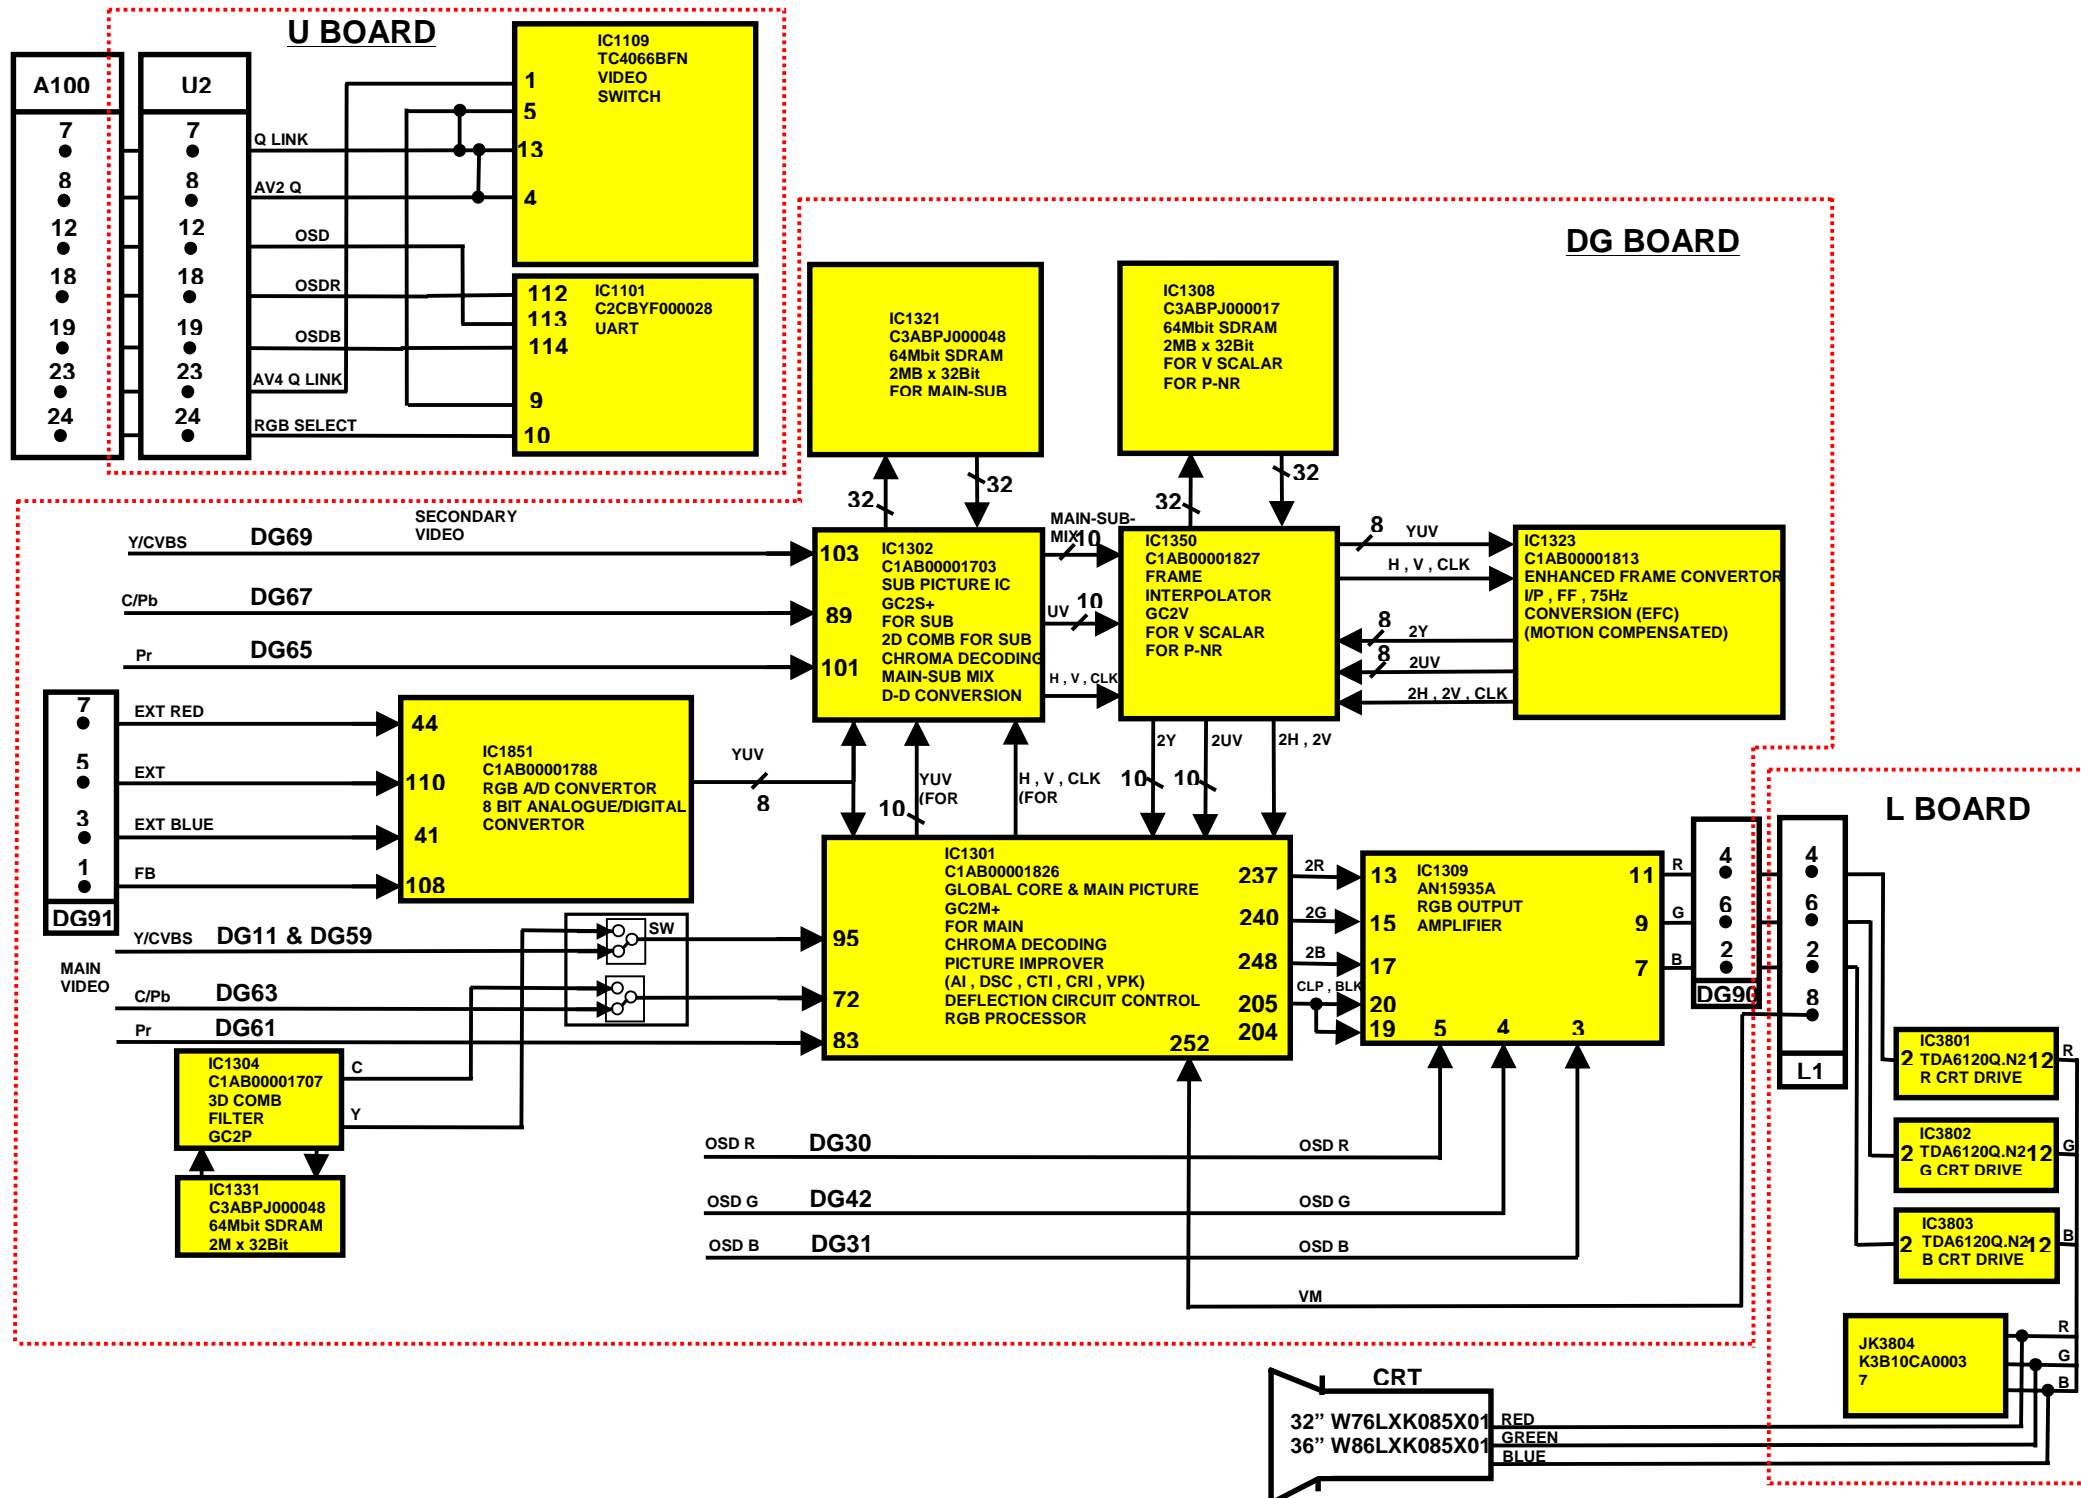 U BOARD
A100
7
8
12
18
19
23
24
U2
7
8
12
18
19
23
24
Q LINK
AV2 Q
OSD
OSDR
OSDB
AV4 Q LINK
RGB SELECT
1
5
13
4
IC1109
TC4066BFN
VIDEO
SWITCH
112
113
114
9
10
IC1101
C2CBYF000028
UART
DG BOARD
IC1321
C3ABPJ000048
64Mbit SDRAM
2MB x 32Bit
FOR MAIN-SUB
IC1308
C3ABPJ000017
64Mbit SDRAM
2MB x 32Bit
FOR V SCALAR
FOR P-NR
32
32
32
32
SECONDARY
VIDEO
Y/CVBS DG69
C/Pb DG67
Pr DG65
103
89
101
IC1302
C1AB00001703
SUB PICTURE IC
GC2S+
FOR SUB
2D COMB FOR SUB
CHROMA DECODING
MAIN-SUB MIX
D-D CONVERSION
MAIN-SUB-
MIX
10
UV
10
H , V , CLK
IC1350
C1AB00001827
FRAME
INTERPOLATOR
GC2V
FOR V SCALAR
FOR P-NR
8
YUV
H , V , CLK
8
2Y
8
2UV
2H , 2V , CLK
IC1323
C1AB00001813
ENHANCED FRAME CONVERTOR
I/P , FF , 75Hz
CONVERSION (EFC)
(MOTION COMPENSATED)
7
5
3
1
DG91
EXT RED
EXT
EXT BLUE
FB
44
110
41
108
IC1851
C1AB00001788
RGB A/D CONVERTOR
8 BIT ANALOGUE/DIGITAL
CONVERTOR
YUV
8
10
YUV
(FOR
H , V , CLK
(FOR
2Y
10
2UV
10
2H , 2V
MAIN
VIDEO
Y/CVBS DG11 & DG59
C/Pb DG63
Pr DG61
SW
95
72
83
IC1301
C1AB00001826
GLOBAL CORE & MAIN PICTURE
GC2M+
FOR MAIN
CHROMA DECODING
PICTURE IMPROVER
(AI , DSC , CTI , CRI , VPK)
DEFLECTION CIRCUIT CONTROL
RGB PROCESSOR
237
240
248
205
204
252
2R
2G
2B
CLP , BLK
13
15
17
20
19
5
4
3
IC1309
AN15935A
RGB OUTPUT
AMPLIFIER
11
9
7
R
G
B
4
6
2
DG90
L BOARD
4
6
2
8
L1
IC1304
C1AB00001707
3D COMB
FILTER
GC2P
C
Y
IC1331
C3ABPJ000048
64Mbit SDRAM
2M x 32Bit
OSD R DG30 OSD R
OSD G DG42 OSD G
OSD B DG31 OSD B
VM
IC3801
2 TDA6120Q.N2 12
R CRT DRIVE
R
IC3802
2 TDA6120Q.N2 12
G CRT DRIVE
G
IC3803
2 TDA6120Q.N2 12
B CRT DRIVE
B
JK3804
K3B10CA0003
7
R
G
B
CRT
32” W76LXK085X01
36” W86LXK085X01
RED
GREEN
BLUE